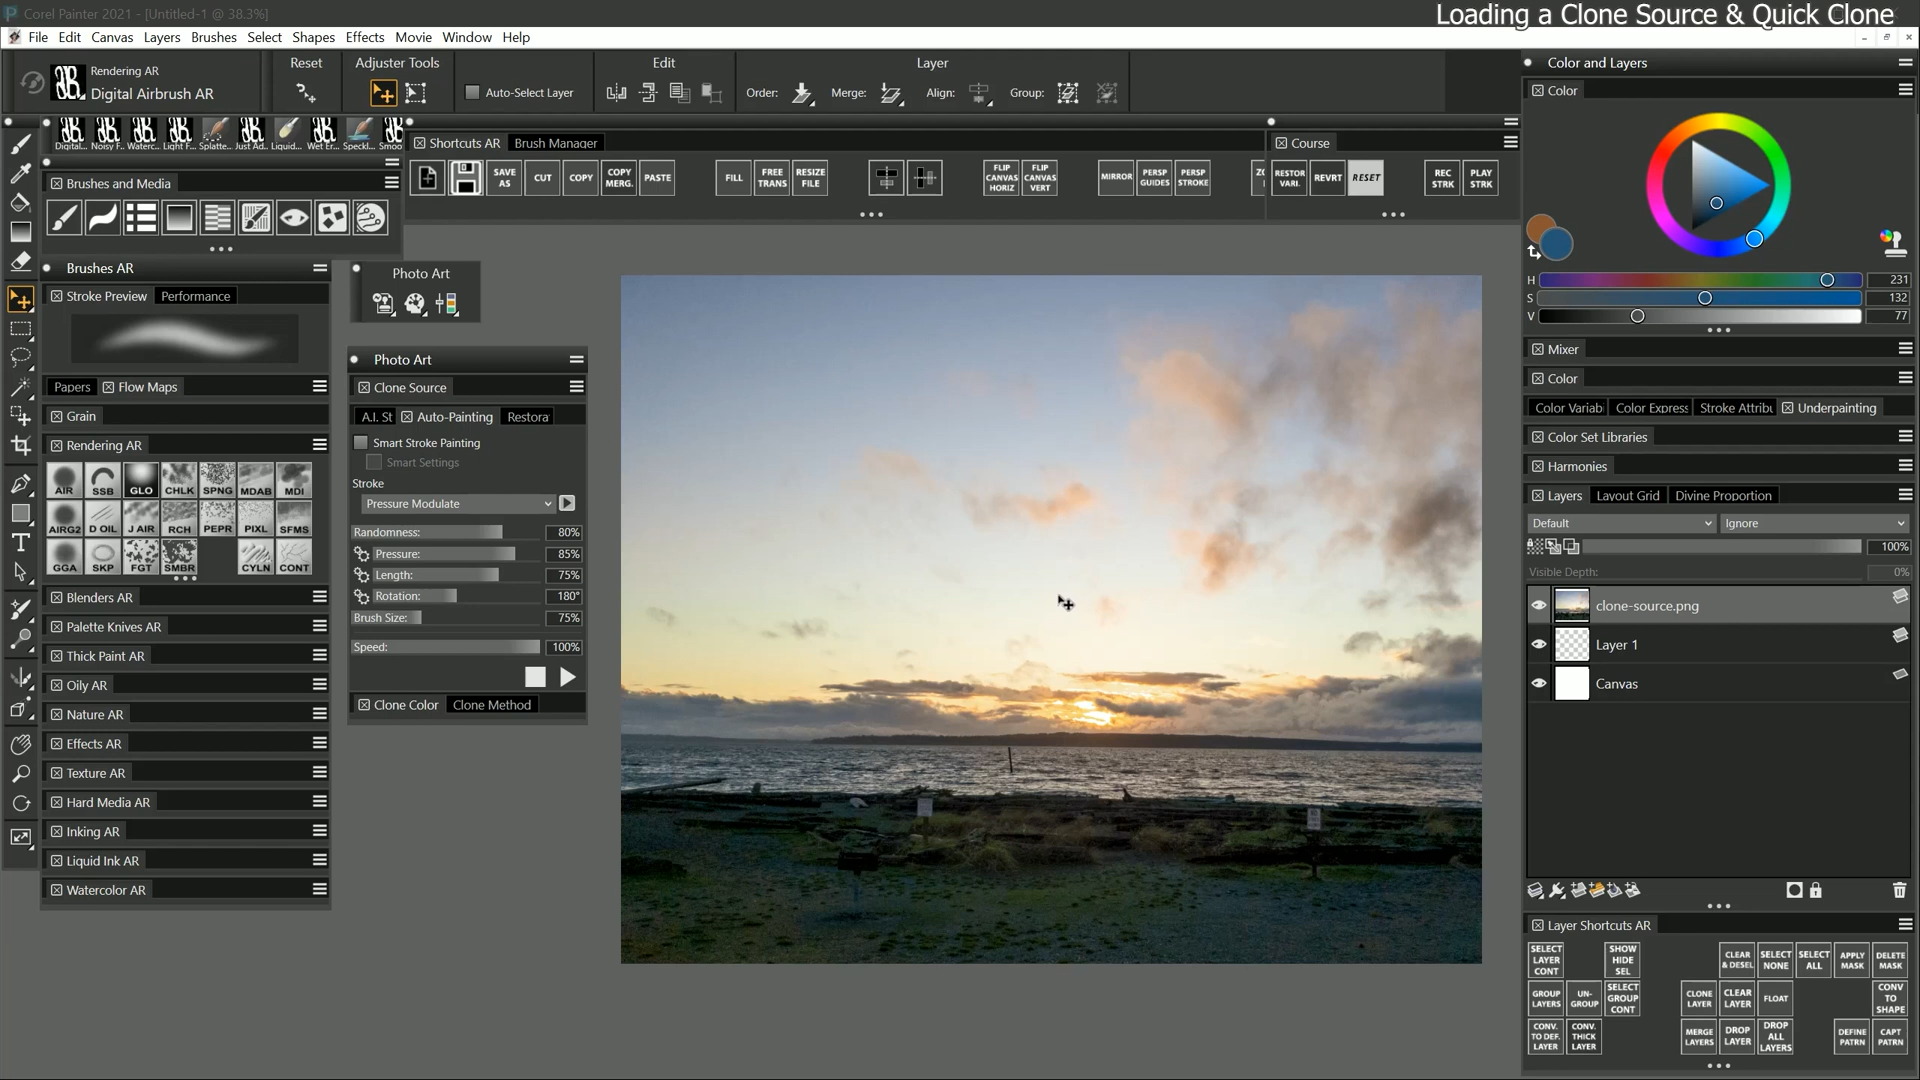 Corel Painter 2021 - [Untitled-1 @ 38.3%]
Loading a Clone Source & Quick Clone
File Edit Canvas Layers Brushes Select Shapes Effects Movie Window Help
Rendering AR
Digital Airbrush AR
Reset
Adjuster Tools
Auto-Select Layer
Edit
Layer
Order: Merge: Align: Group:
Digital... Noisy F... Waterc... Light F... Splatte... Just Ad... Liquid... Wet Er... Speckl... Smoo
Brushes and Media
Shortcuts AR Brush Manager
SAVE AS CUT COPY COPY MERG. PASTE FILL FREE TRANS RESIZE FILE FLIP CANVAS HORIZ FLIP CANVAS VERT MIRROR PERSP GUIDES PERSP STROKE
Course
RESTOR VARI. REVRT RESET REC STRK PLAY STRK
Brushes AR
Stroke Preview Performance
Papers Flow Maps
Grain
Rendering AR
AIR SSB GLO CHLK SPNG MDAB MDI
AIRG2 D OIL J AIR RCH PEPR PIXL SFMS
GGA SKP FGT SMBR CYLN CONT
Blenders AR
Palette Knives AR
Thick Paint AR
Oily AR
Nature AR
Effects AR
Texture AR
Hard Media AR
Inking AR
Liquid Ink AR
Watercolor AR
Photo Art
Photo Art
Clone Source
A.I. St Auto-Painting Restora
Smart Stroke Painting
Smart Settings
Stroke
Pressure Modulate
Randomness: 80%
Pressure: 85%
Length: 75%
Rotation: 180°
Brush Size: 75%
Speed: 100%
Clone Color Clone Method
Color and Layers
Color
H 231
S 132
V 77
Mixer
Color
Color Variab Color Express Stroke Attribu Underpainting
Color Set Libraries
Harmonies
Layers Layout Grid Divine Proportion
Default Ignore
100%
Visible Depth: 0%
clone-source.png
Layer 1
Canvas
Layer Shortcuts AR
SELECT LAYER CONT SHOW HIDE SEL CLEAR & DESEL SELECT NONE SELECT ALL APPLY MASK DELETE MASK
GROUP LAYERS UN-GROUP SELECT GROUP CONT CLONE LAYER CLEAR LAYER FLOAT CONV TO SHAPE
CONV. TO DEF. LAYER CONV. THICK LAYER MERGE LAYERS DROP LAYER DROP ALL LAYERS DEFINE PATRN CAPT PATRN